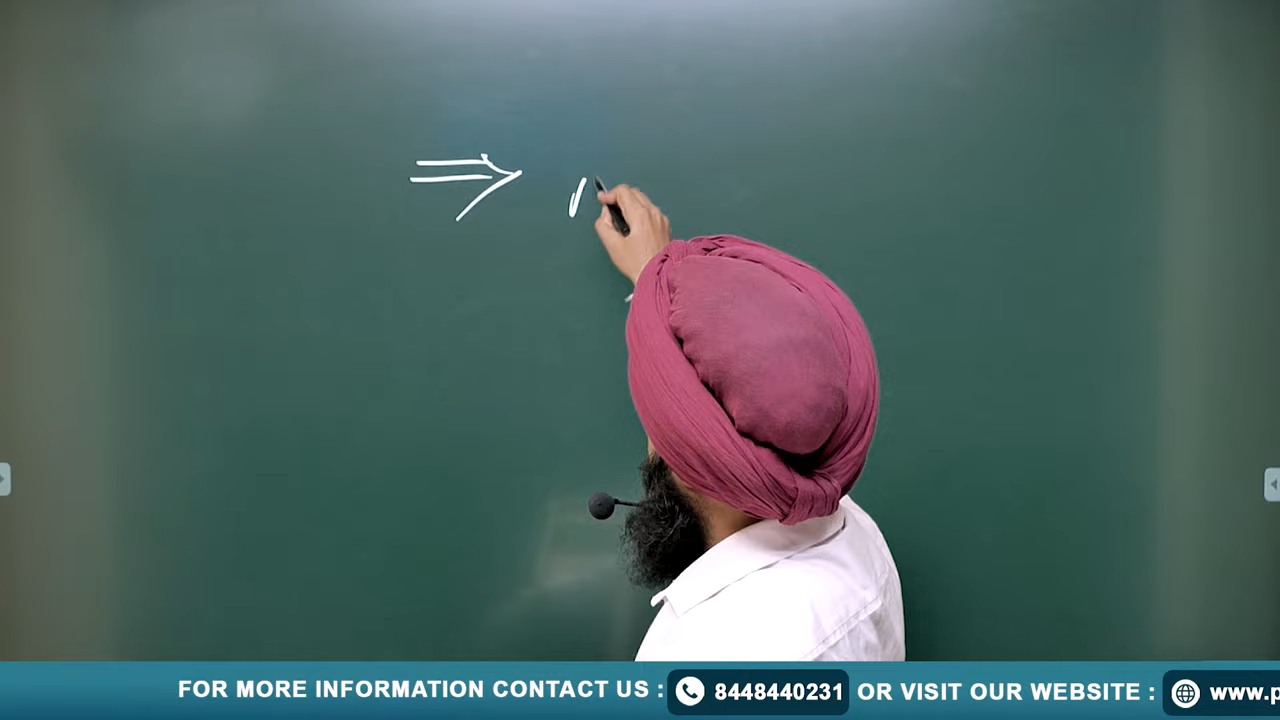 ⇒
FOR MORE INFORMATION CONTACT US : 8448440231 OR VISIT OUR WEBSITE : www.p